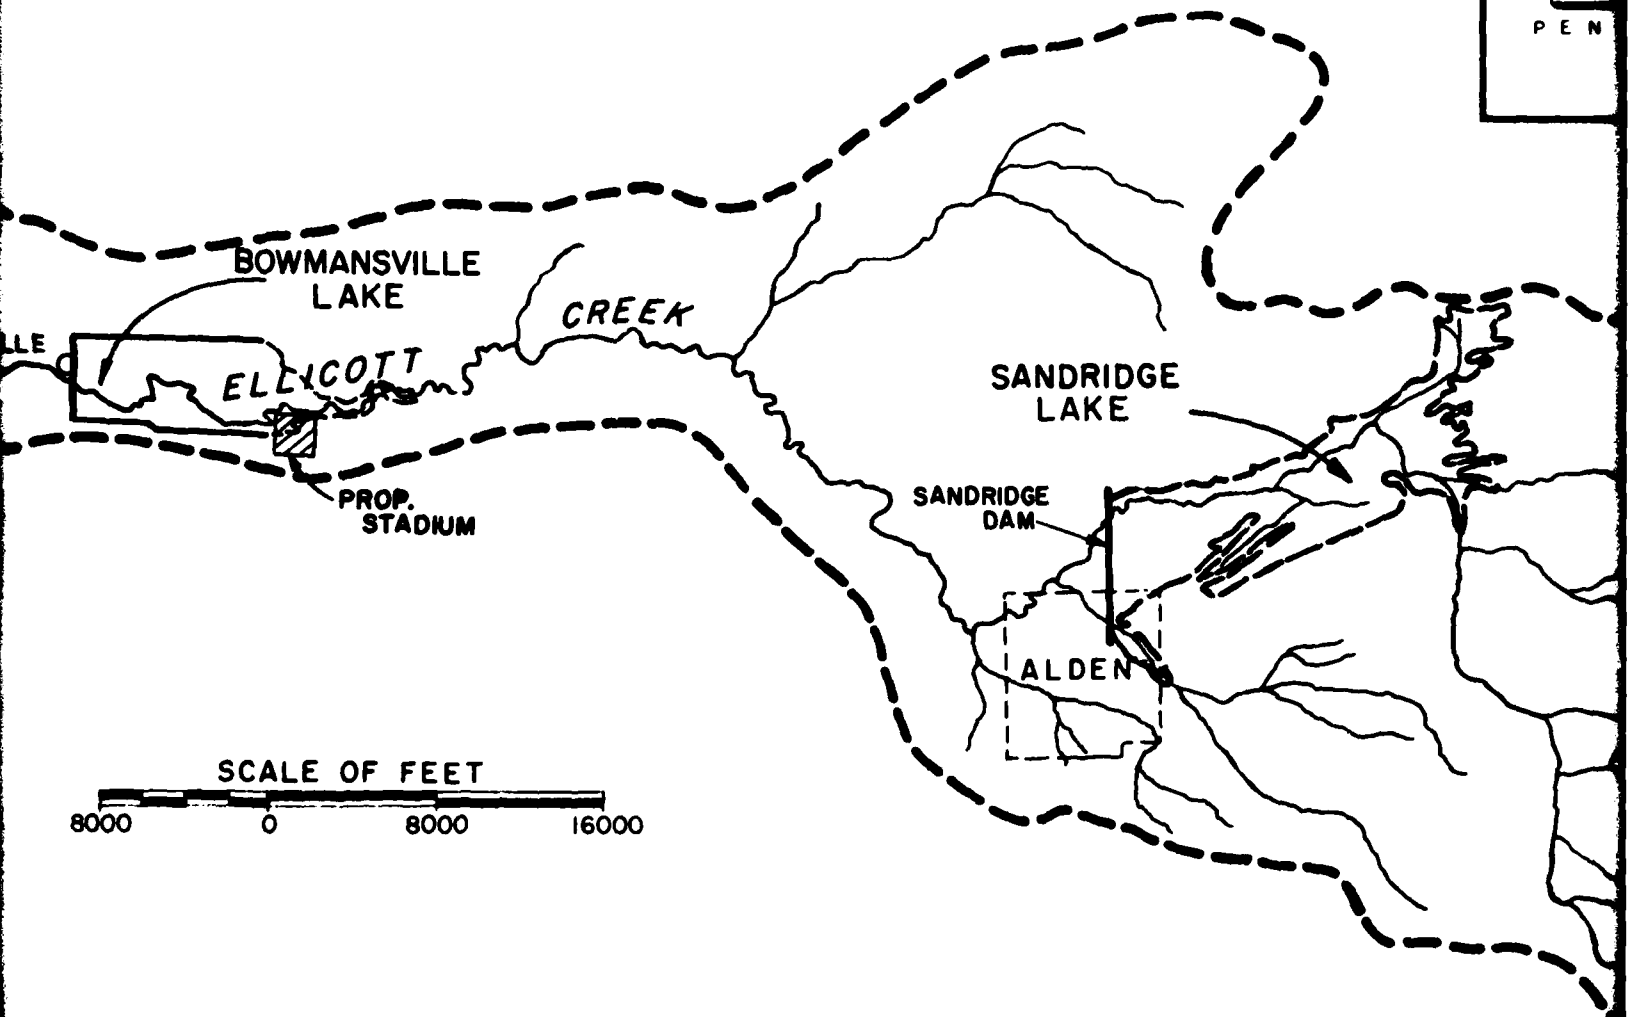 PEN
BOWMANSVILLE
LAKE
LLE
ELLICOTT
CREEK
SANDRIDGE
LAKE
SANDRIDGE
DAM
PROP.
STADIUM
ALDEN
SCALE OF FEET
8000 0 8000 16000